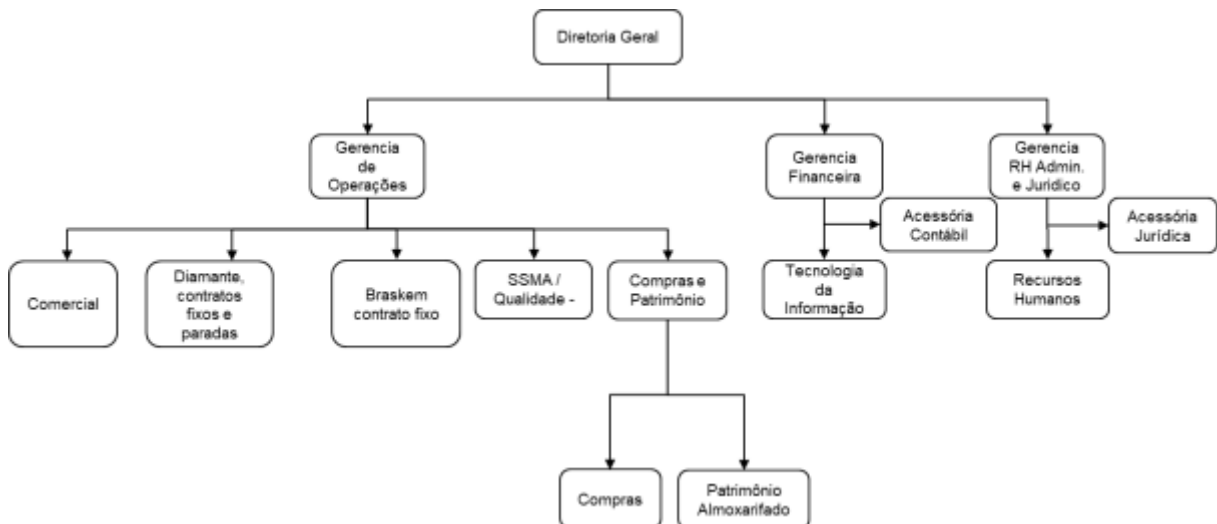 Diretoria Geral
Gerencia
de
Operações
Gerencia
Financeira
Gerencia
RH Admin.
e Juridico
Acessória
Contábil
Acessória
Jurídica
Comercial
Diamante,
contratos
fixos e
paradas
Braskem
contrato fixo
SSMA /
Qualidade -
Compras e
Patrimônio
Tecnologia
da
Informação
Recursos
Humanos
Compras
Patrimônio
Almoxarifado